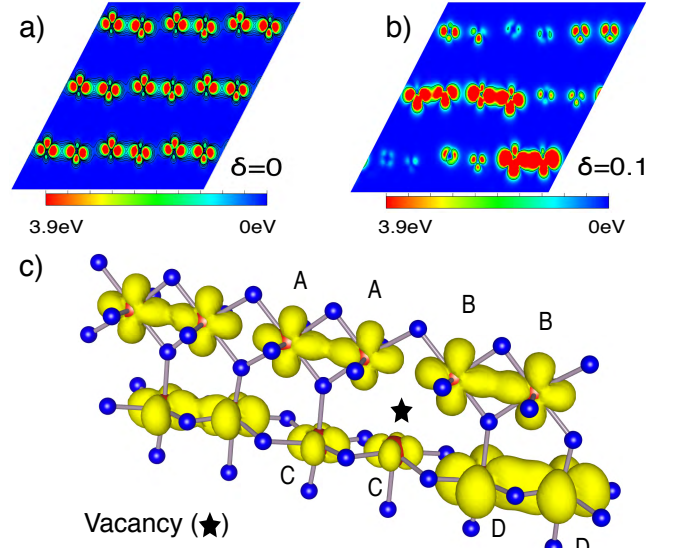 a)
b)
δ=0
δ=0.1
3.9eV 0eV
3.9eV 0eV
c)
A A B B
C C D D
Vacancy (★)